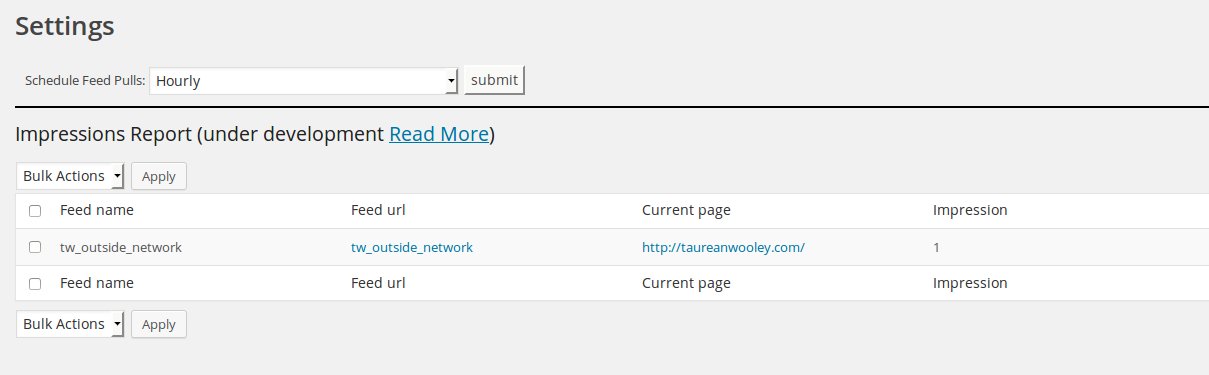 Settings
Schedule Feed Pulls: Hourly submit
Impressions Report (under development Read More)
Bulk Actions Apply
Feed name Feed url Current page Impression
tw_outside_network tw_outside_network http://taureanwooley.com/ 1
Feed name Feed url Current page Impression
Bulk Actions Apply